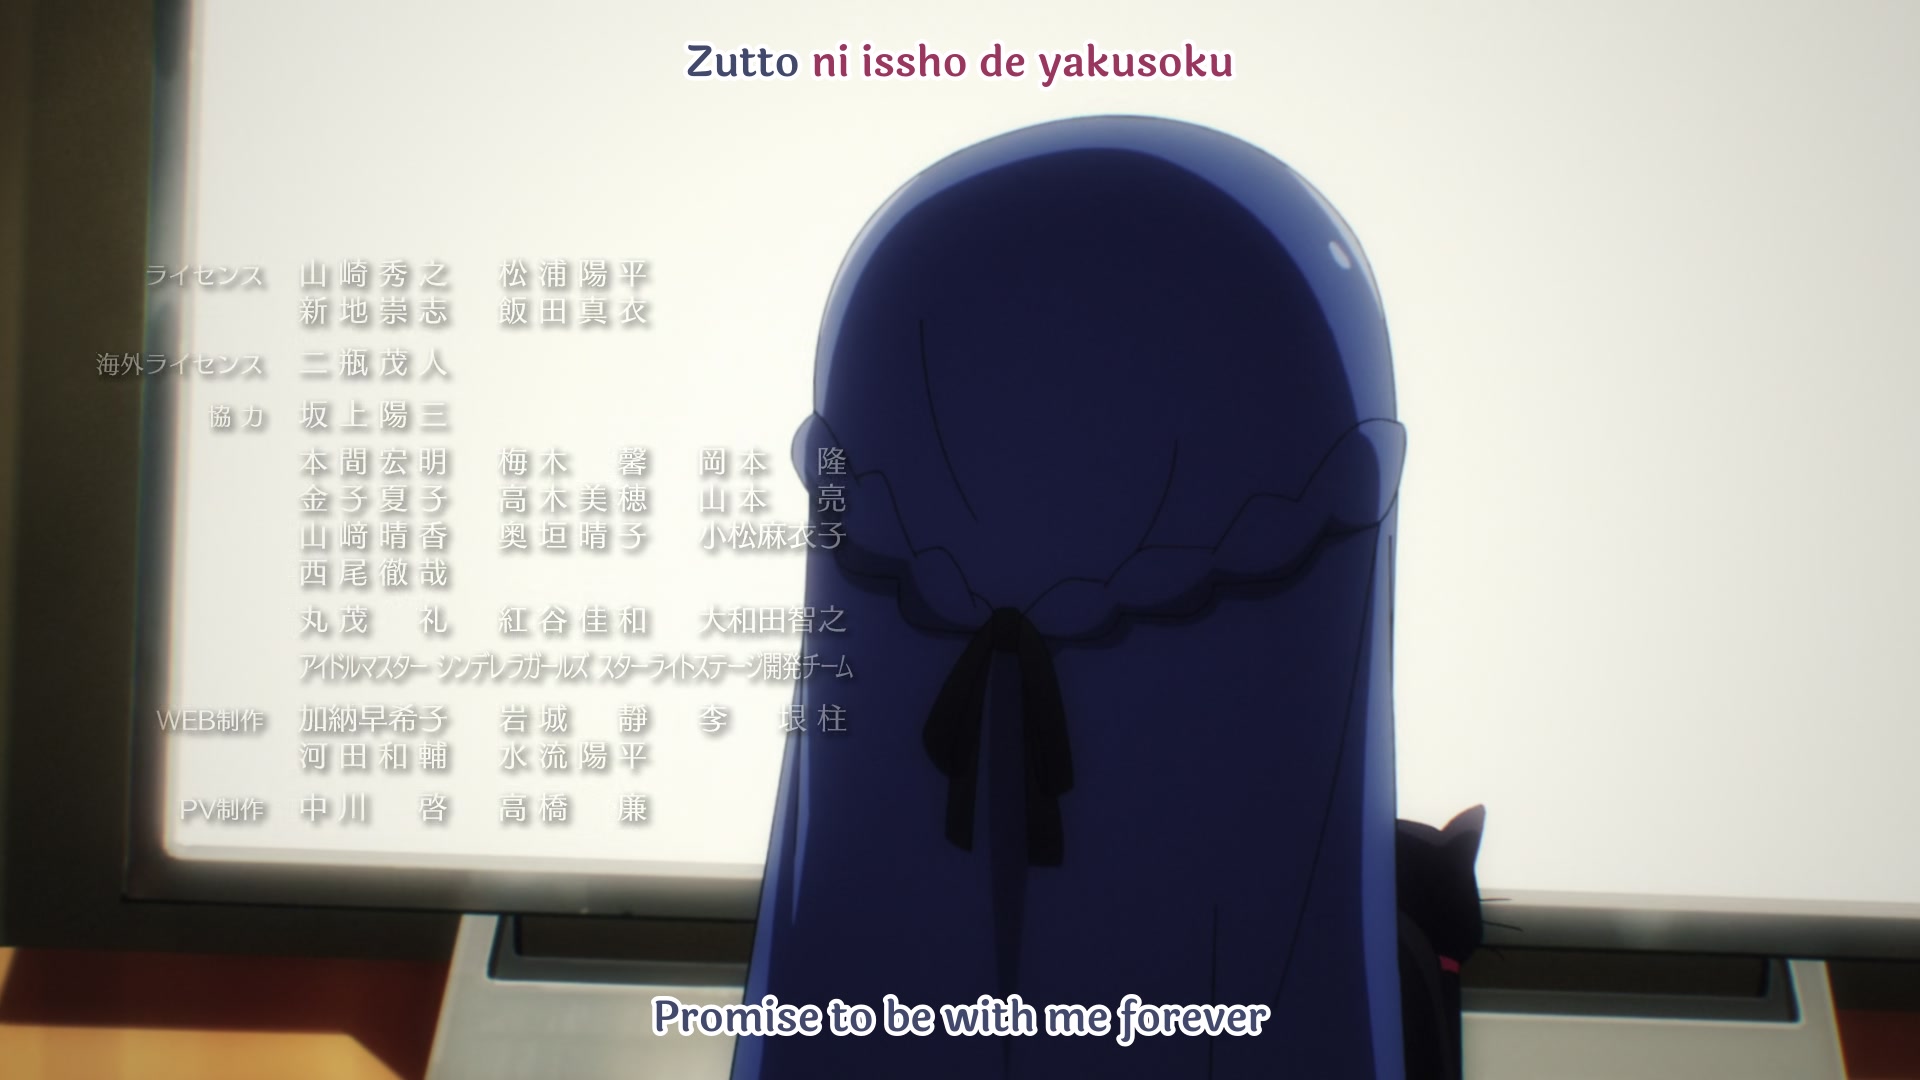 Zutto ni issho de yakusoku
ライセンス 山崎秀之 松浦陽平
新地崇志 飯田真衣
海外ライセンス 二瓶茂人
協力 坂上陽三
本間宏明 梅木馨 岡本隆
金子夏子 高木美穂 山本亮
山﨑晴香 奥垣晴子 小松麻衣子
西尾徹哉
丸茂礼 紅谷佳和 大和田智之
アイドルマスター シンデレラガールズ スターライトステージ開発チーム
WEB制作 加納早希子 岩城靜 李垠柱
河田和輔 水流陽平
PV制作 中川啓 高橋廉
Promise to be with me forever